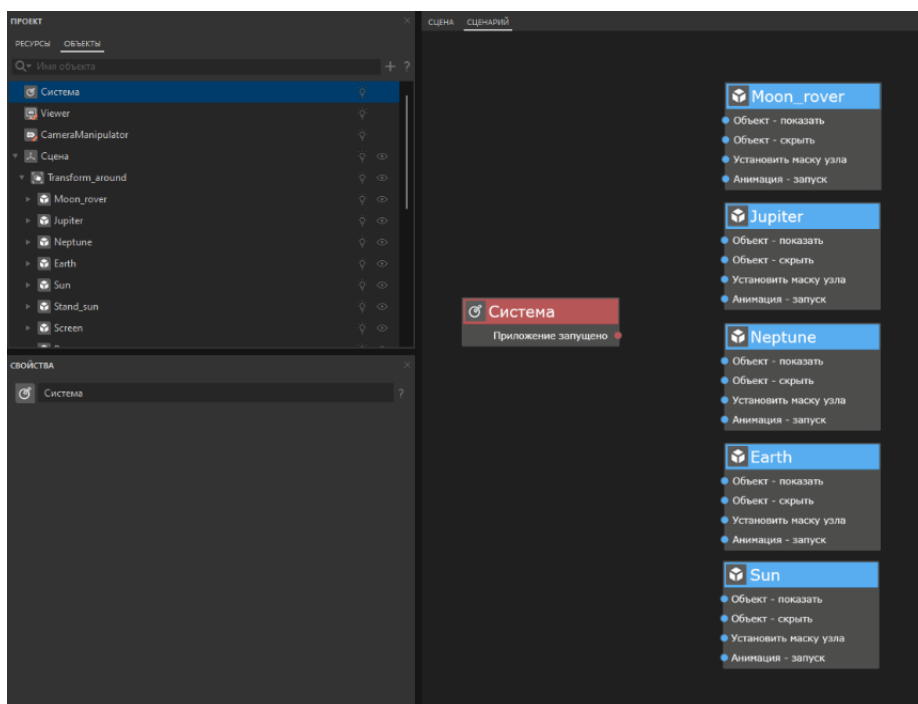 ПРОЕКТ
РЕСУРСЫ ОБЪЕКТЫ
Имя объекта
Система
Viewer
CameraManipulator
Сцена
Transform_around
Moon_rover
Jupiter
Neptune
Earth
Sun
Stand_sun
Screen
СВОЙСТВА
Система
СЦЕНА СЦЕНАРИЙ
Система
Приложение запущено
Moon_rover
Объект - показать
Объект - скрыть
Установить маску узла
Анимация - запуск
Jupiter
Объект - показать
Объект - скрыть
Установить маску узла
Анимация - запуск
Neptune
Объект - показать
Объект - скрыть
Установить маску узла
Анимация - запуск
Earth
Объект - показать
Объект - скрыть
Установить маску узла
Анимация - запуск
Sun
Объект - показать
Объект - скрыть
Установить маску узла
Анимация - запуск